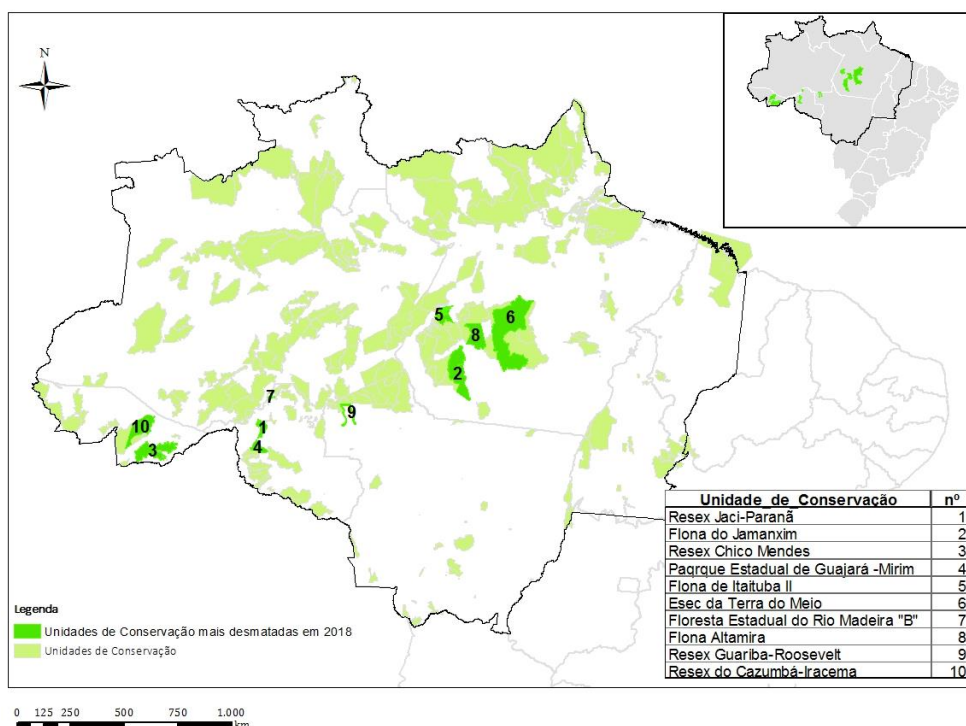 N
5
6
8
2
7
9
10
1
3
4
Unidade_de_Conservação nº
Resex Jaci-Paranã 1
Flona do Jamanxim 2
Resex Chico Mendes 3
Paqrque Estadual de Guajará -Mirim 4
Flona de Itaituba II 5
Esec da Terra do Meio 6
Floresta Estadual do Rio Madeira "B" 7
Flona Altamira 8
Resex Guariba-Roosevelt 9
Resex do Cazumbá-Iracema 10
Legenda
Unidades de Conservação mais desmatadas em 2018
Unidades de Conservação
0 125 250 500 750 1.000
km